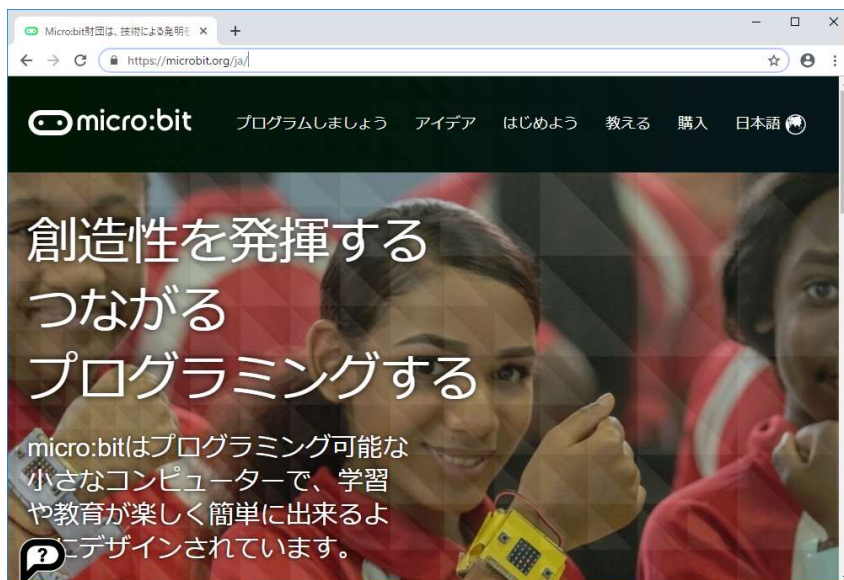 Micro:bit財団は、技術による発明を
https://microbit.org/ja/
micro:bit
プログラムしましょう アイデア はじめよう 教える 購入 日本語
創造性を発揮する
つながる
プログラミングする
micro:bitはプログラミング可能な
小さなコンピューターで、学習
や教育が楽しく簡単に出来るよ
にデザインされています。
?